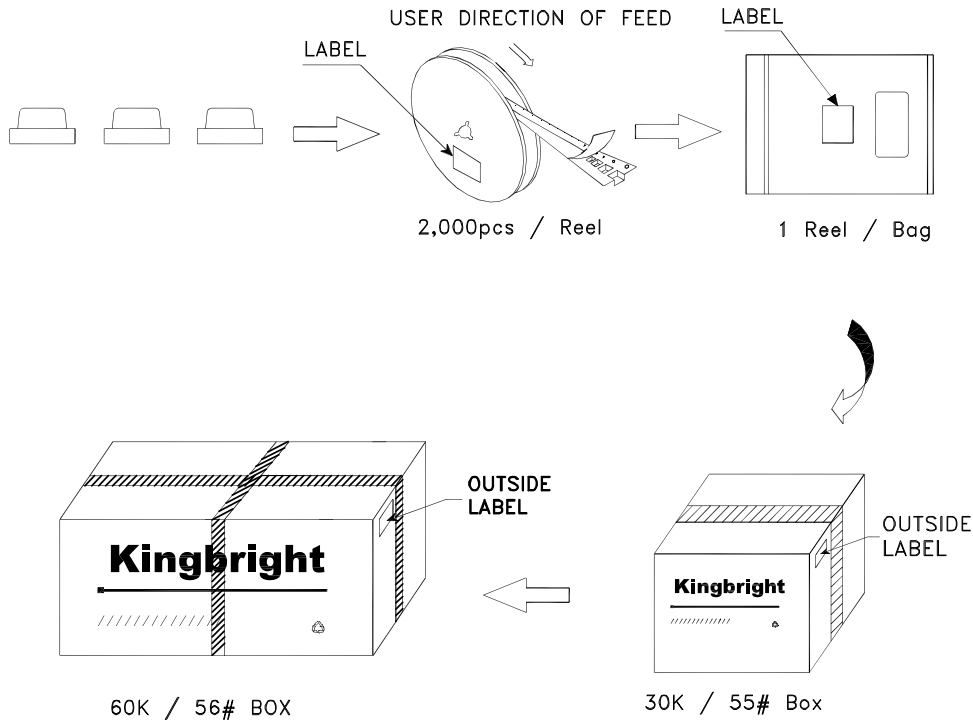 USER DIRECTION OF FEED
LABEL
LABEL
2,000pcs / Reel
1 Reel / Bag
OUTSIDE
LABEL
Kingbright
60K / 56# BOX
OUTSIDE
LABEL
Kingbright
30K / 55# Box